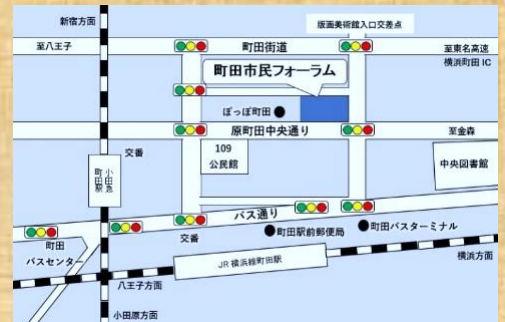 新宿方面
版画美術館入口交差点
至八王子
町田街道
至東名高速
横浜町田 IC
町田市民フォーラム
ぽっぽ町田
原町田中央通り
至金森
交番
109
公民館
中央図書館
小田急
町田駅
バス通り
町田
バスセンター
交番
町田駅前郵便局
町田バスターミナル
JR 横浜線町田駅
横浜方面
八王子方面
小田原方面